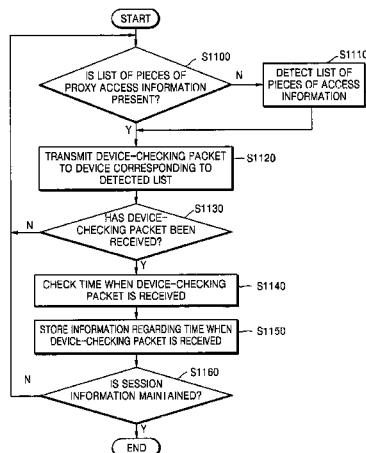 START
S1100
IS LIST OF PIECES OF
PROXY ACCESS INFORMATION
PRESENT?
N
S1110
DETECT LIST OF
PIECES OF ACCESS
INFORMATION
Y
TRANSMIT DEVICE-CHECKING PACKET
TO DEVICE CORRESPONDING TO
DETECTED LIST
S1120
S1130
N
HAS DEVICE-
CHECKING PACKET BEEN
RECEIVED?
Y
CHECK TIME WHEN DEVICE-CHECKING
PACKET IS RECEIVED
S1140
STORE INFORMATION REGARDING TIME WHEN
DEVICE-CHECKING PACKET IS RECEIVED
S1150
S1160
N
IS SESSION
INFORMATION MAINTAINED?
Y
END